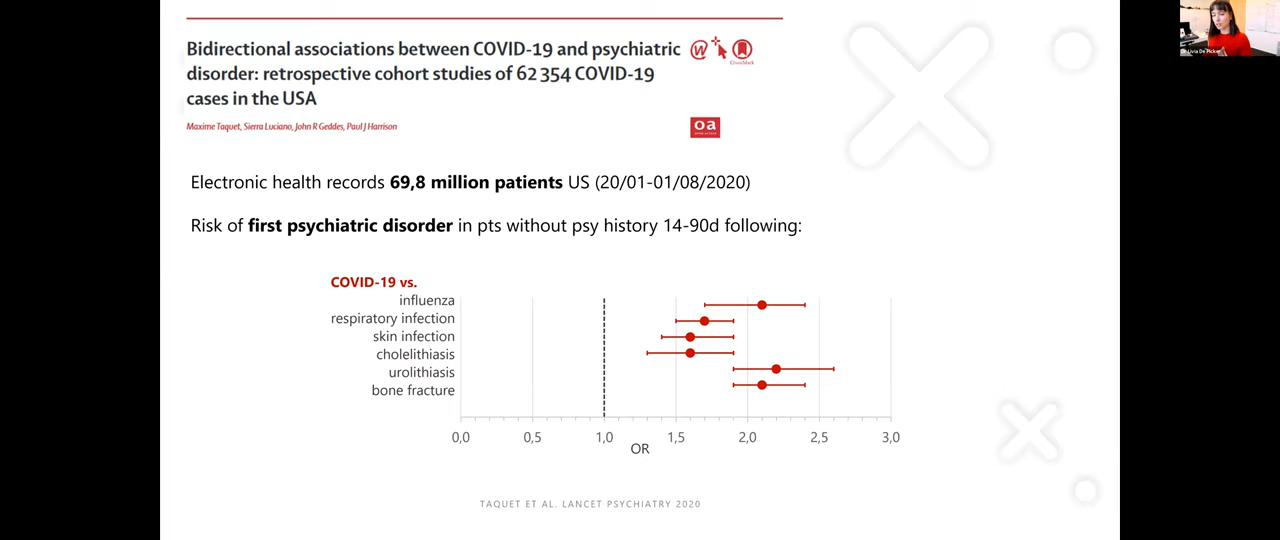 Bidirectional associations between COVID-19 and psychiatric
disorder: retrospective cohort studies of 62 354 COVID-19
cases in the USA
CrossMark
Maxime Taquet, Sierra Luciano, John R Geddes, Paul J Harrison
oa
Electronic health records 69,8 million patients US (20/01-01/08/2020)
Risk of first psychiatric disorder in pts without psy history 14-90d following:
COVID-19 vs.
influenza
respiratory infection
skin infection
cholelithiasis
urolithiasis
bone fracture
0,0 0,5 1,0 1,5 2,0 2,5 3,0
OR
TAQUET ET AL. LANCET PSYCHIATRY 2020
Livia De Picker